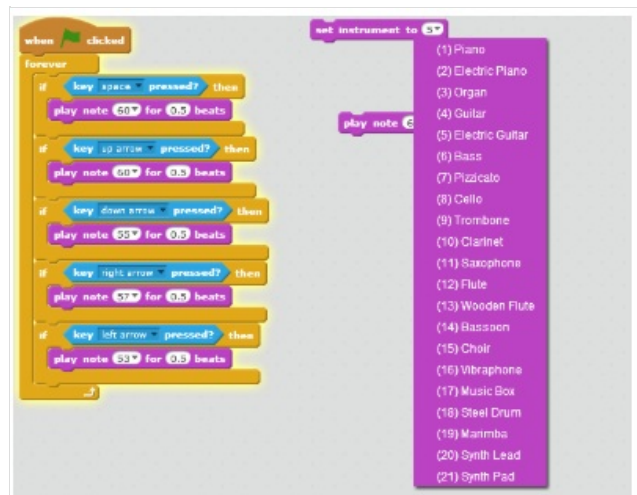 when clicked
forever
if key space pressed? then
play note 60 for 0.5 beats
if key up arrow pressed? then
play note 60 for 0.5 beats
if key down arrow pressed? then
play note 55 for 0.5 beats
if key right arrow pressed? then
play note 57 for 0.5 beats
if key left arrow pressed? then
play note 53 for 0.5 beats
set instrument to 5
play note 6
(1) Piano
(2) Electric Piano
(3) Organ
(4) Guitar
(5) Electric Guitar
(6) Bass
(7) Pizzicato
(8) Cello
(9) Trombone
(10) Clarinet
(11) Saxophone
(12) Flute
(13) Wooden Flute
(14) Bassoon
(15) Choir
(16) Vibraphone
(17) Music Box
(18) Steel Drum
(19) Marimba
(20) Synth Lead
(21) Synth Pad